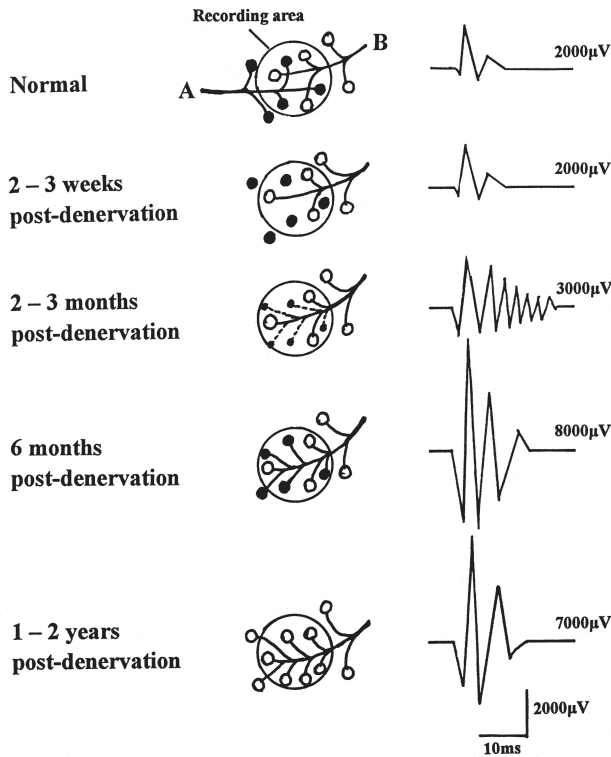 Recording area
A
B
Normal
2000μV
2 – 3 weeks
post-denervation
2000μV
2 – 3 months
post-denervation
3000μV
6 months
post-denervation
8000μV
1 – 2 years
post-denervation
7000μV
2000μV
10ms